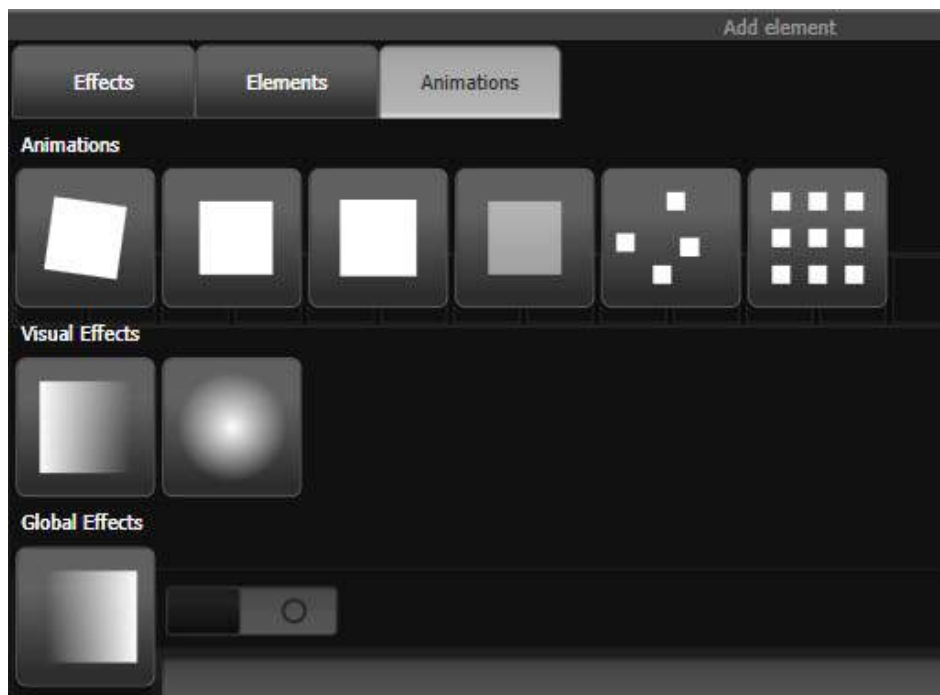 Add element
Effects Elements Animations
Animations
Visual Effects
Global Effects